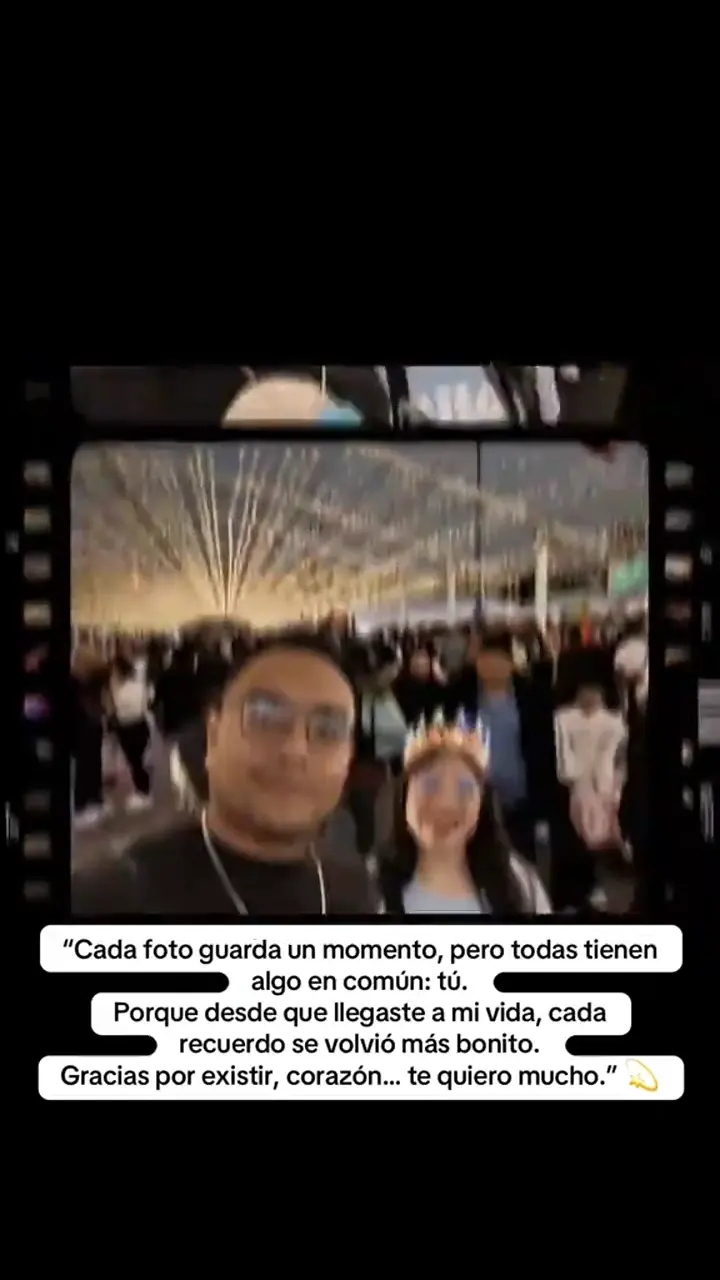 “Cada foto guarda un momento, pero todas tienen
algo en común: tú.
Porque desde que llegaste a mi vida, cada
recuerdo se volvió más bonito.
Gracias por existir, corazón... te quiero mucho.” 💫